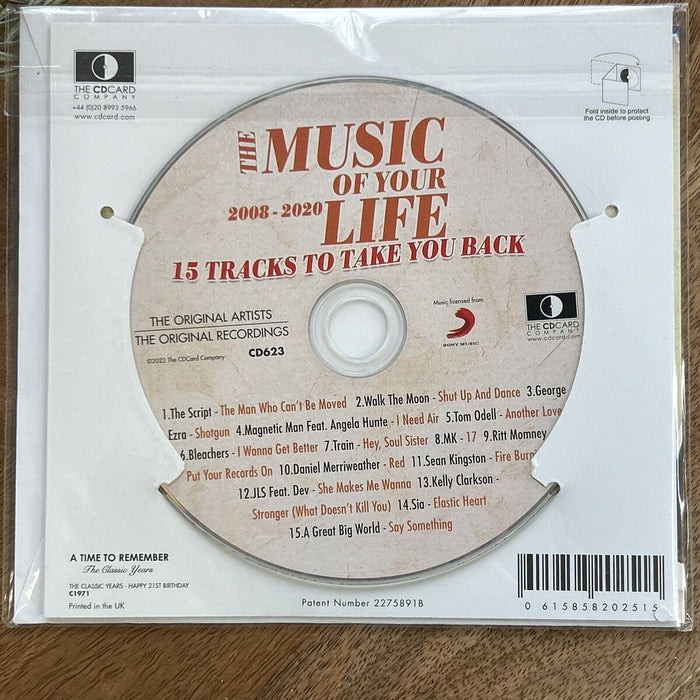 THE CDCARD
COMPANY
+44 (0)20 8993 5966
www.cdcard.com
Fold inside to protect
the CD before posting
THE MUSIC
OF YOUR
2008 - 2020 LIFE
15 TRACKS TO TAKE YOU BACK
THE ORIGINAL ARTISTS
THE ORIGINAL RECORDINGS
CD623
©2022 The CDCard Company
Music licensed from
SONY MUSIC
THE CDCARD
COMPANY
1.The Script - The Man Who Can't Be Moved 2.Walk The Moon - Shut Up And Dance 3.George
Ezra - Shotgun 4.Magnetic Man Feat. Angela Hunte - I Need Air 5.Tom Odell - Another Love
6.Bleachers - I Wanna Get Better 7.Train - Hey, Soul Sister 8.MK - 17 9.Ritt Momney
Put Your Records On 10.Daniel Merriweather - Red 11.Sean Kingston - Fire Burni
12.JLS Feat. Dev - She Makes Me Wanna 13.Kelly Clarkson -
Stronger (What Doesn't Kill You) 14.Sia - Elastic Heart
15.A Great Big World - Say Something
A TIME TO REMEMBER
The Classic Years
THE CLASSIC YEARS - HAPPY 21ST BIRTHDAY
C1971
Printed in the UK
Patent Number 2275891B
0 615858 202515